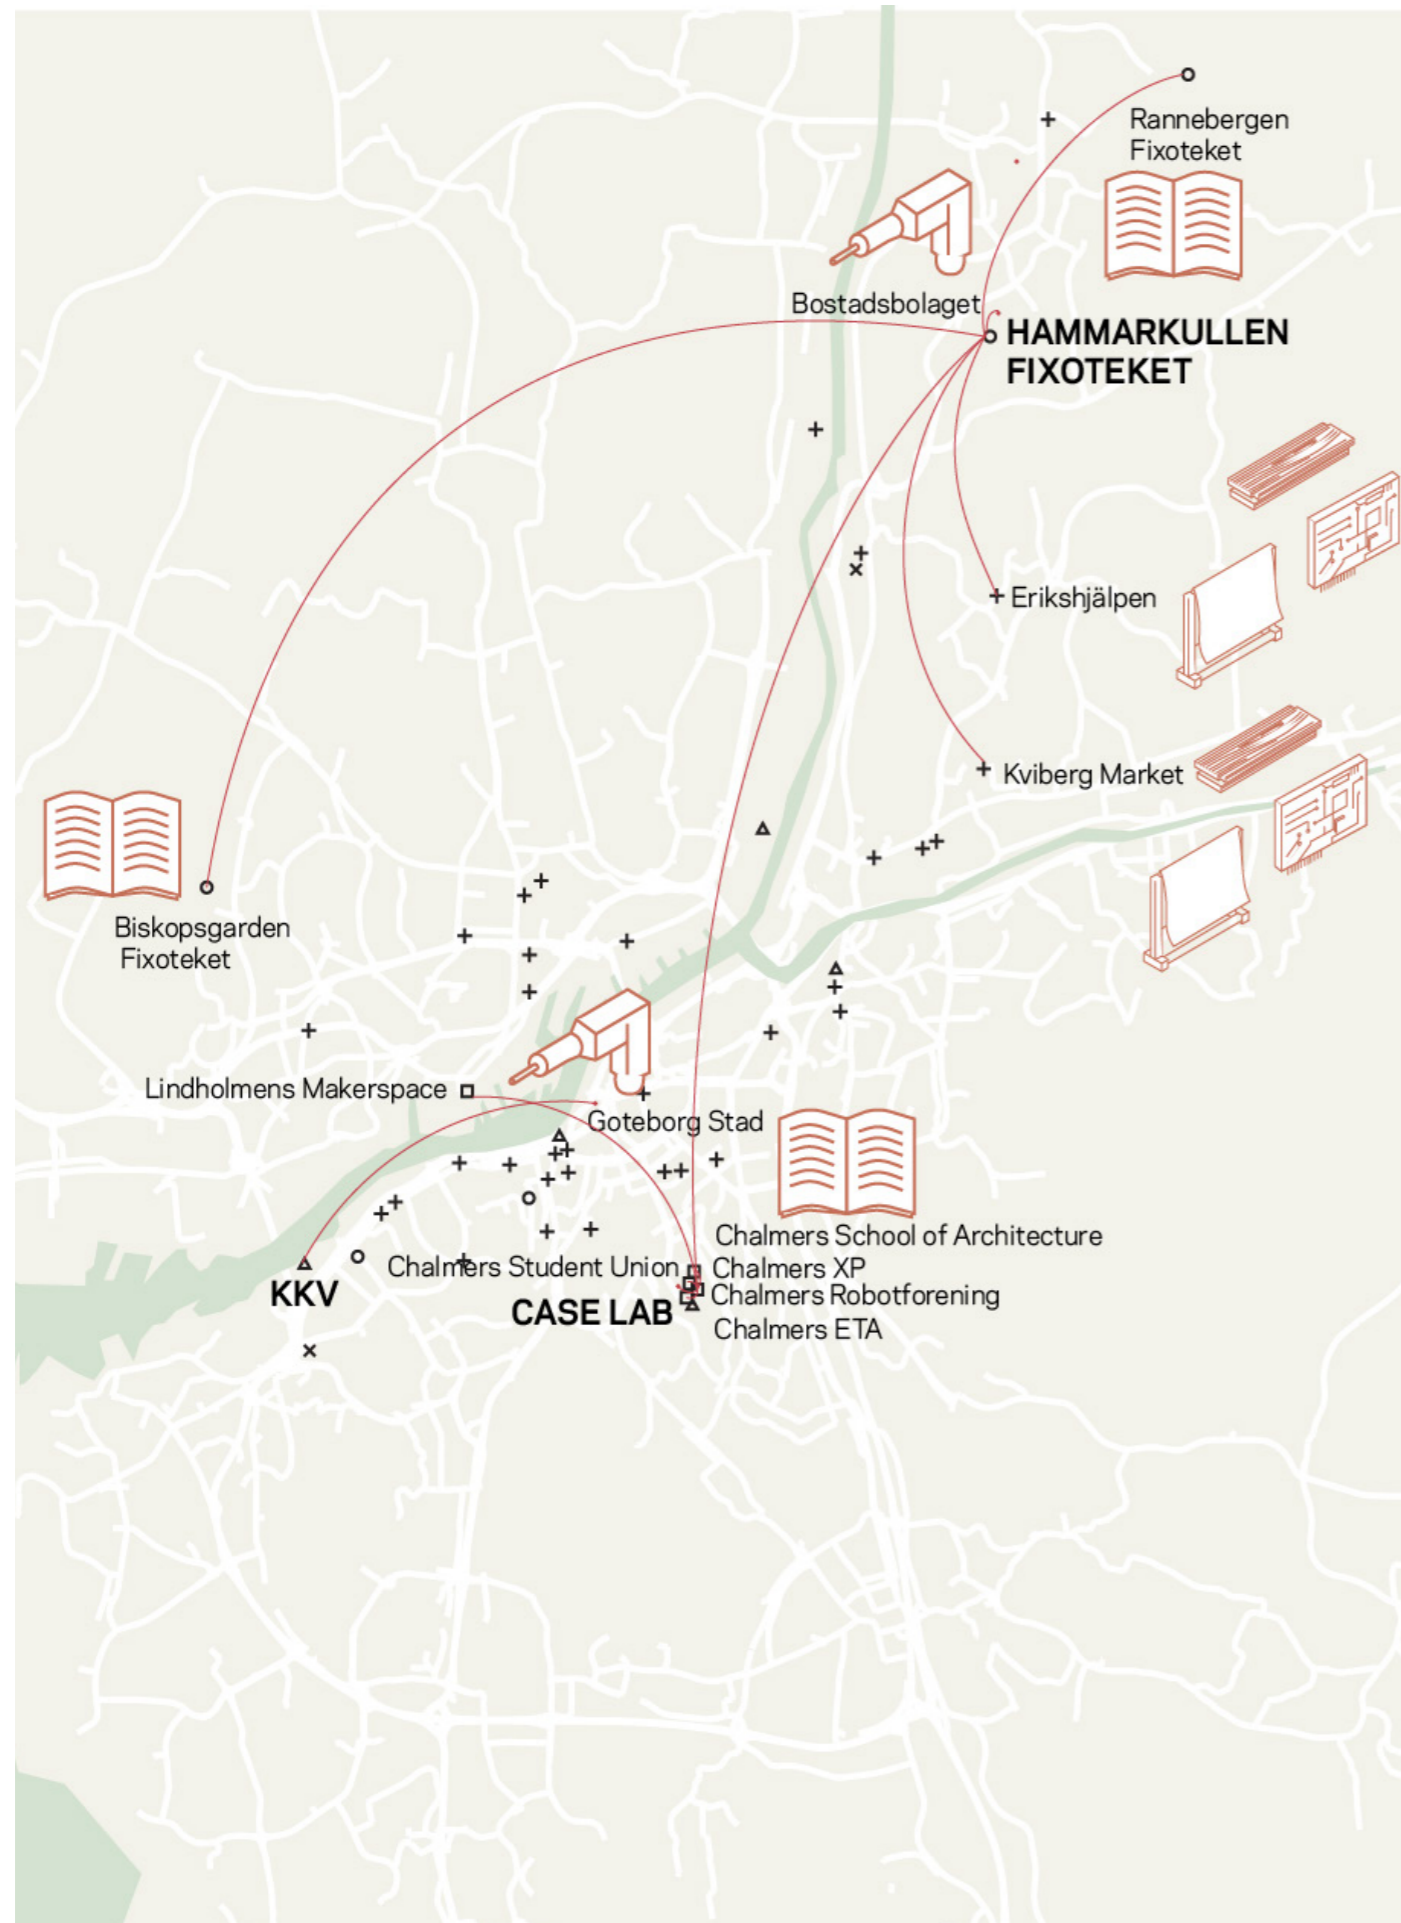 Rannebergen
Fixoteket
Bostadsbolaget
HAMMARKULLEN
FIXOTEKET
Erikshjälpen
Kviberg Market
Biskopsgarden
Fixoteket
Lindholmens Makerspace
Goteborg Stad
Chalmers School of Architecture
Chalmers Student Union
Chalmers XP
KKV
CASE LAB
Chalmers Robotforening
Chalmers ETA